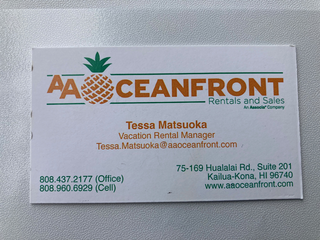 AA OCEANFRONT
Rentals and Sales
An Associa® Company
Tessa Matsuoka
Vacation Rental Manager
Tessa.Matsuoka@aaoceanfront.com
808.437.2177 (Office)
808.960.6929 (Cell)
75-169 Hualalai Rd., Suite 201
Kailua-Kona, HI 96740
www.aaoceanfront.com